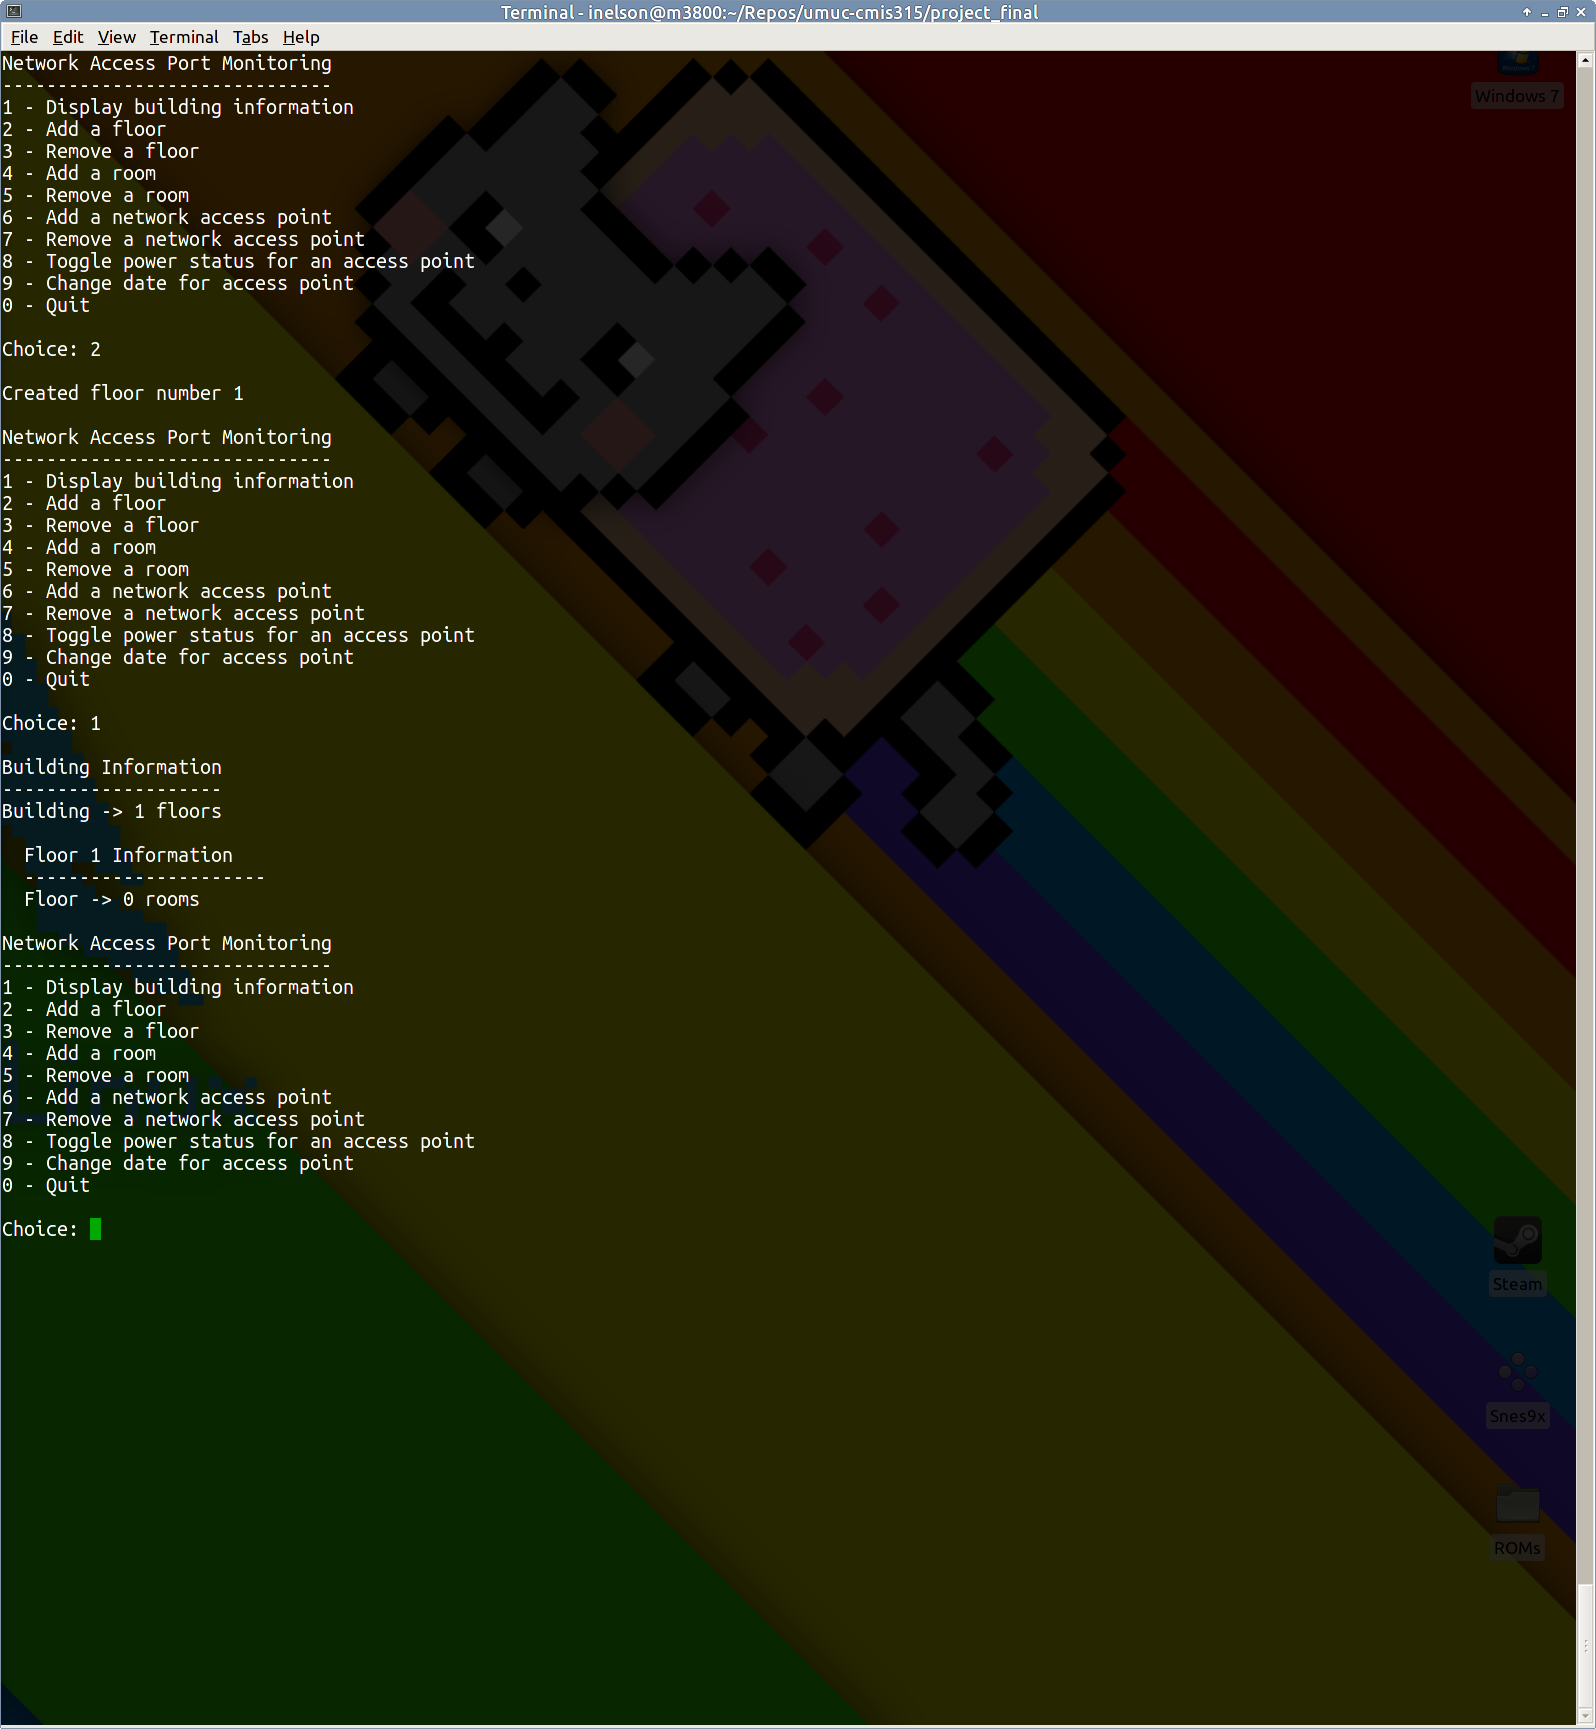 Terminal - inelson@m3800:~/Repos/umuc-cmis315/project_final
File Edit View Terminal Tabs Help
Network Access Port Monitoring
------------------------------
1 - Display building information
2 - Add a floor
3 - Remove a floor
4 - Add a room
5 - Remove a room
6 - Add a network access point
7 - Remove a network access point
8 - Toggle power status for an access point
9 - Change date for access point
0 - Quit
Choice: 2
Created floor number 1
Network Access Port Monitoring
------------------------------
1 - Display building information
2 - Add a floor
3 - Remove a floor
4 - Add a room
5 - Remove a room
6 - Add a network access point
7 - Remove a network access point
8 - Toggle power status for an access point
9 - Change date for access point
0 - Quit
Choice: 1
Building Information
--------------------
Building -> 1 floors
Floor 1 Information
----------------------
Floor -> 0 rooms
Network Access Port Monitoring
------------------------------
1 - Display building information
2 - Add a floor
3 - Remove a floor
4 - Add a room
5 - Remove a room
6 - Add a network access point
7 - Remove a network access point
8 - Toggle power status for an access point
9 - Change date for access point
0 - Quit
Choice:
Windows 7
Steam
Snes9x
ROMs